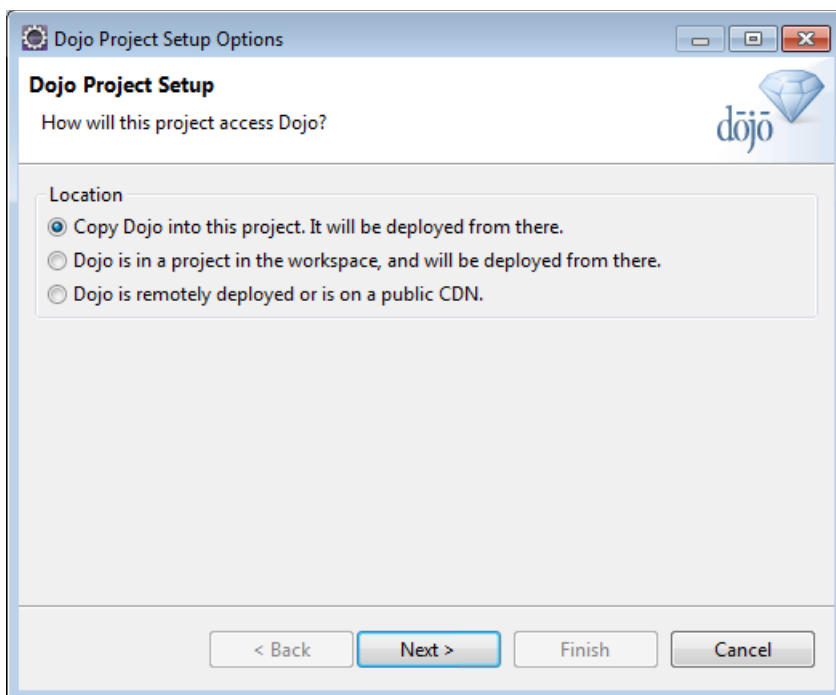 Dojo Project Setup Options
Dojo Project Setup
How will this project access Dojo?
dōjō
Location
Copy Dojo into this project. It will be deployed from there.
Dojo is in a project in the workspace, and will be deployed from there.
Dojo is remotely deployed or is on a public CDN.
< Back
Next >
Finish
Cancel